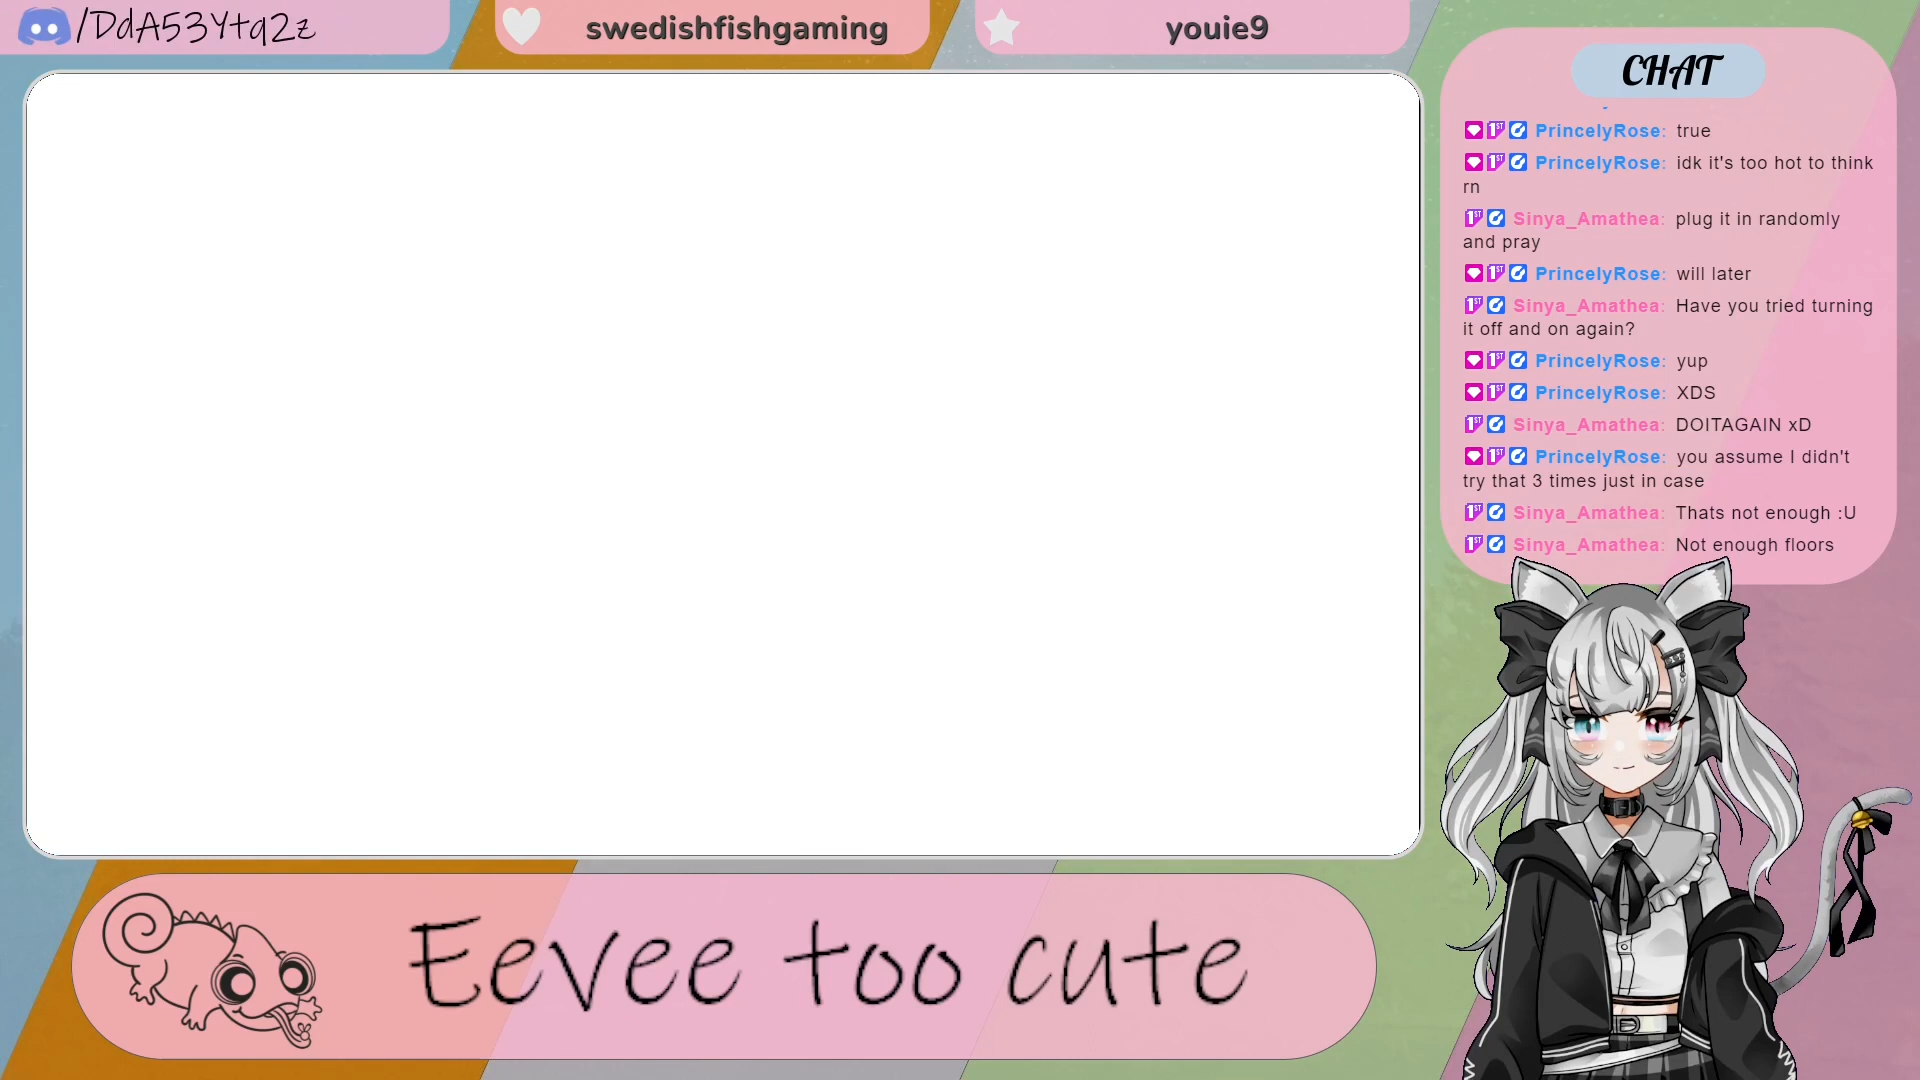 /DdA53Ytq2z
swedishfishgaming
youie9
CHAT
PrincelyRose: true
PrincelyRose: idk it's too hot to think
rn
Sinya_Amathea: plug it in randomly
and pray
PrincelyRose: will later
Sinya_Amathea: Have you tried turning
it off and on again?
PrincelyRose: yup
PrincelyRose: XDS
Sinya_Amathea: DOITAGAIN xD
PrincelyRose: you assume I didn't
try that 3 times just in case
Sinya_Amathea: Thats not enough :U
Sinya_Amathea: Not enough floors
Eevee too cute